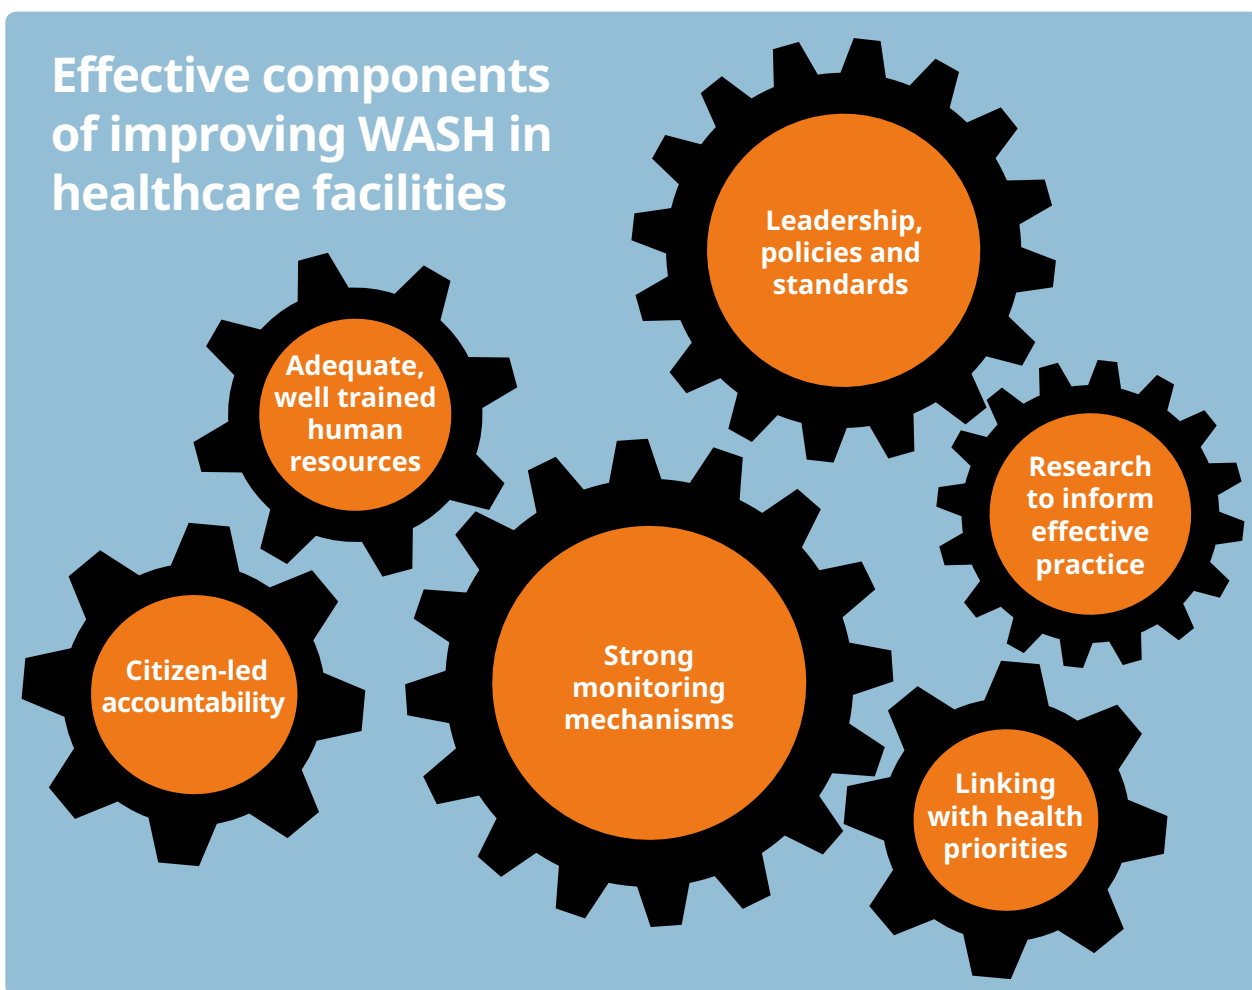 Effective components
of improving WASH in
healthcare facilities
Leadership,
policies and
standards
Adequate,
well trained
human
resources
Research
to inform
effective
practice
Citizen-led
accountability
Strong
monitoring
mechanisms
Linking
with health
priorities